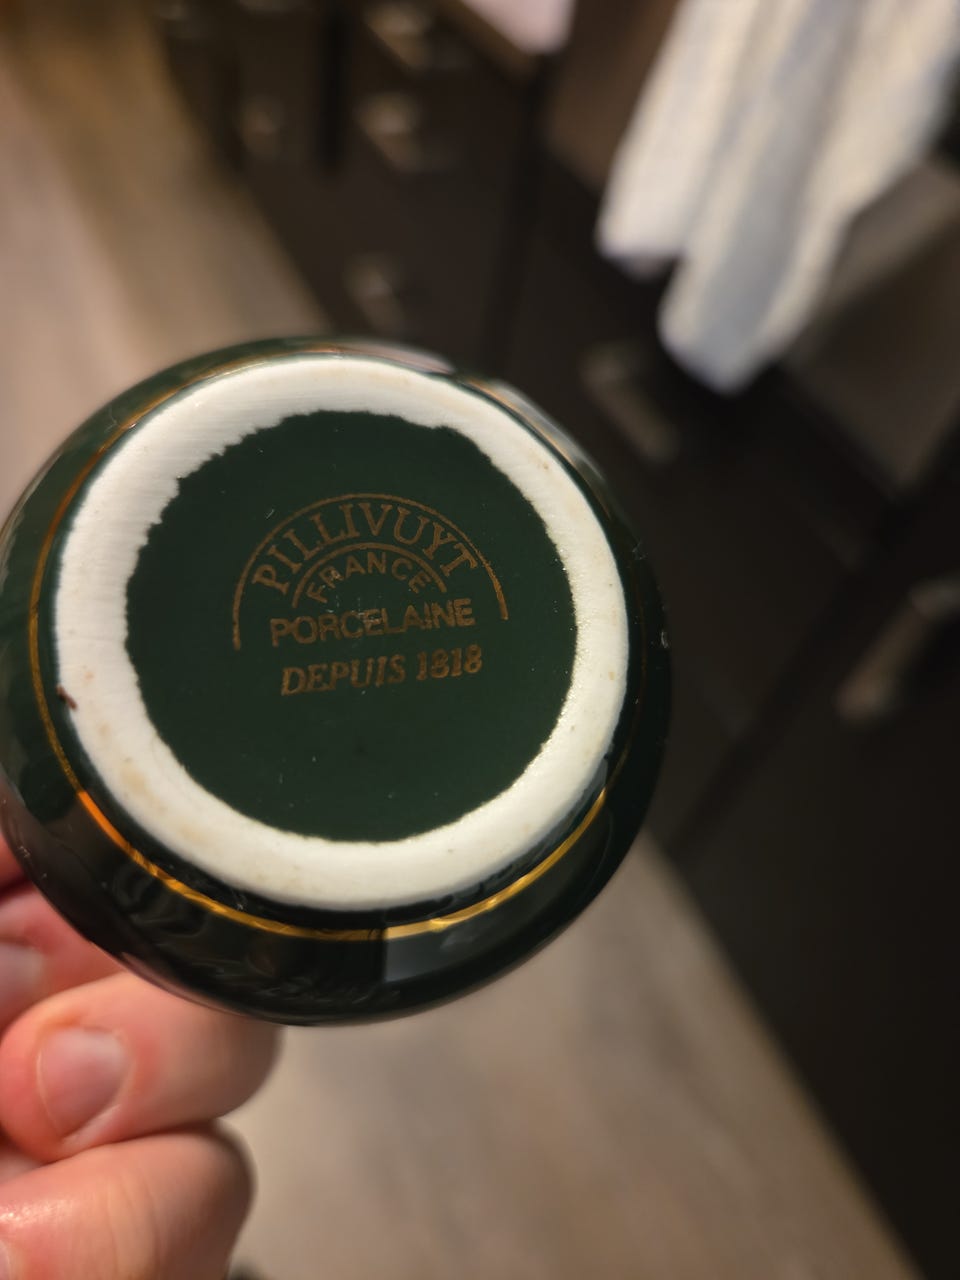 PILLIVUYT
FRANCE
PORCELAINE
DEPUIS 1818